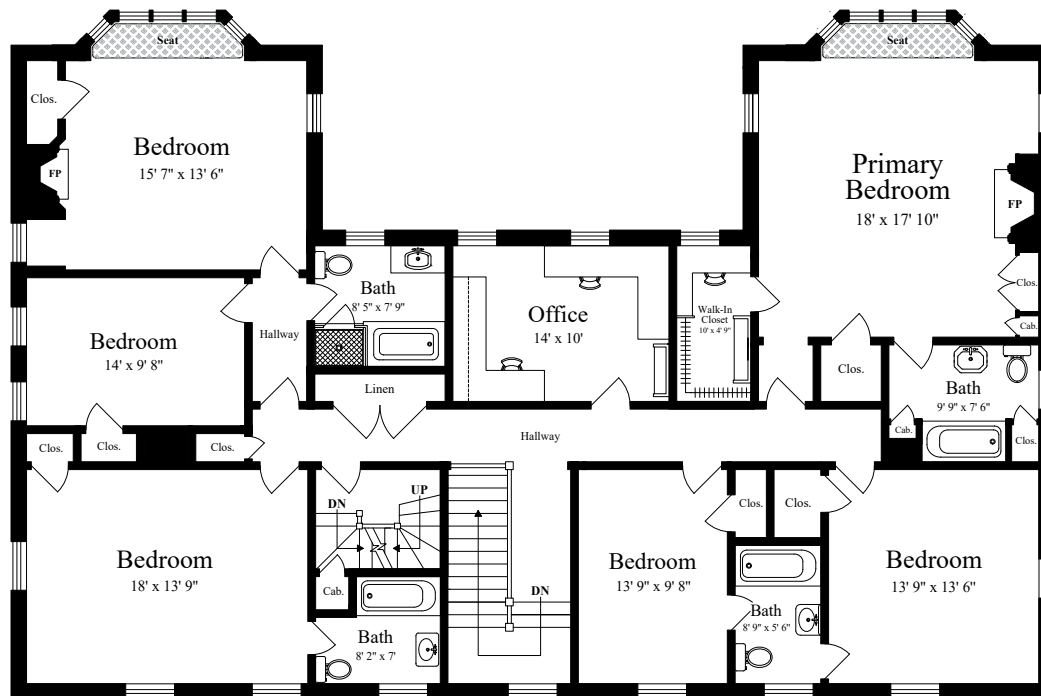 Seat
Seat
Clos.
Bedroom
15' 7" x 13' 6"
FP
Primary
Bedroom
18' x 17' 10"
FP
Clos.
Cab.
Bath
8' 5" x 7' 9"
Office
14' x 10'
Walk-In
Closet
10' x 4' 9"
Bedroom
14' x 9' 8"
Hallway
Linen
Clos.
Bath
9' 9" x 7' 6"
Cab.
Clos.
Clos.
Clos.
Clos.
Hallway
Bedroom
18' x 13' 9"
DN
UP
Cab.
Bath
8' 2" x 7'
DN
Bedroom
13' 9" x 9' 8"
Clos.
Clos.
Bath
8' 9" x 5' 6"
Bedroom
13' 9" x 13' 6"